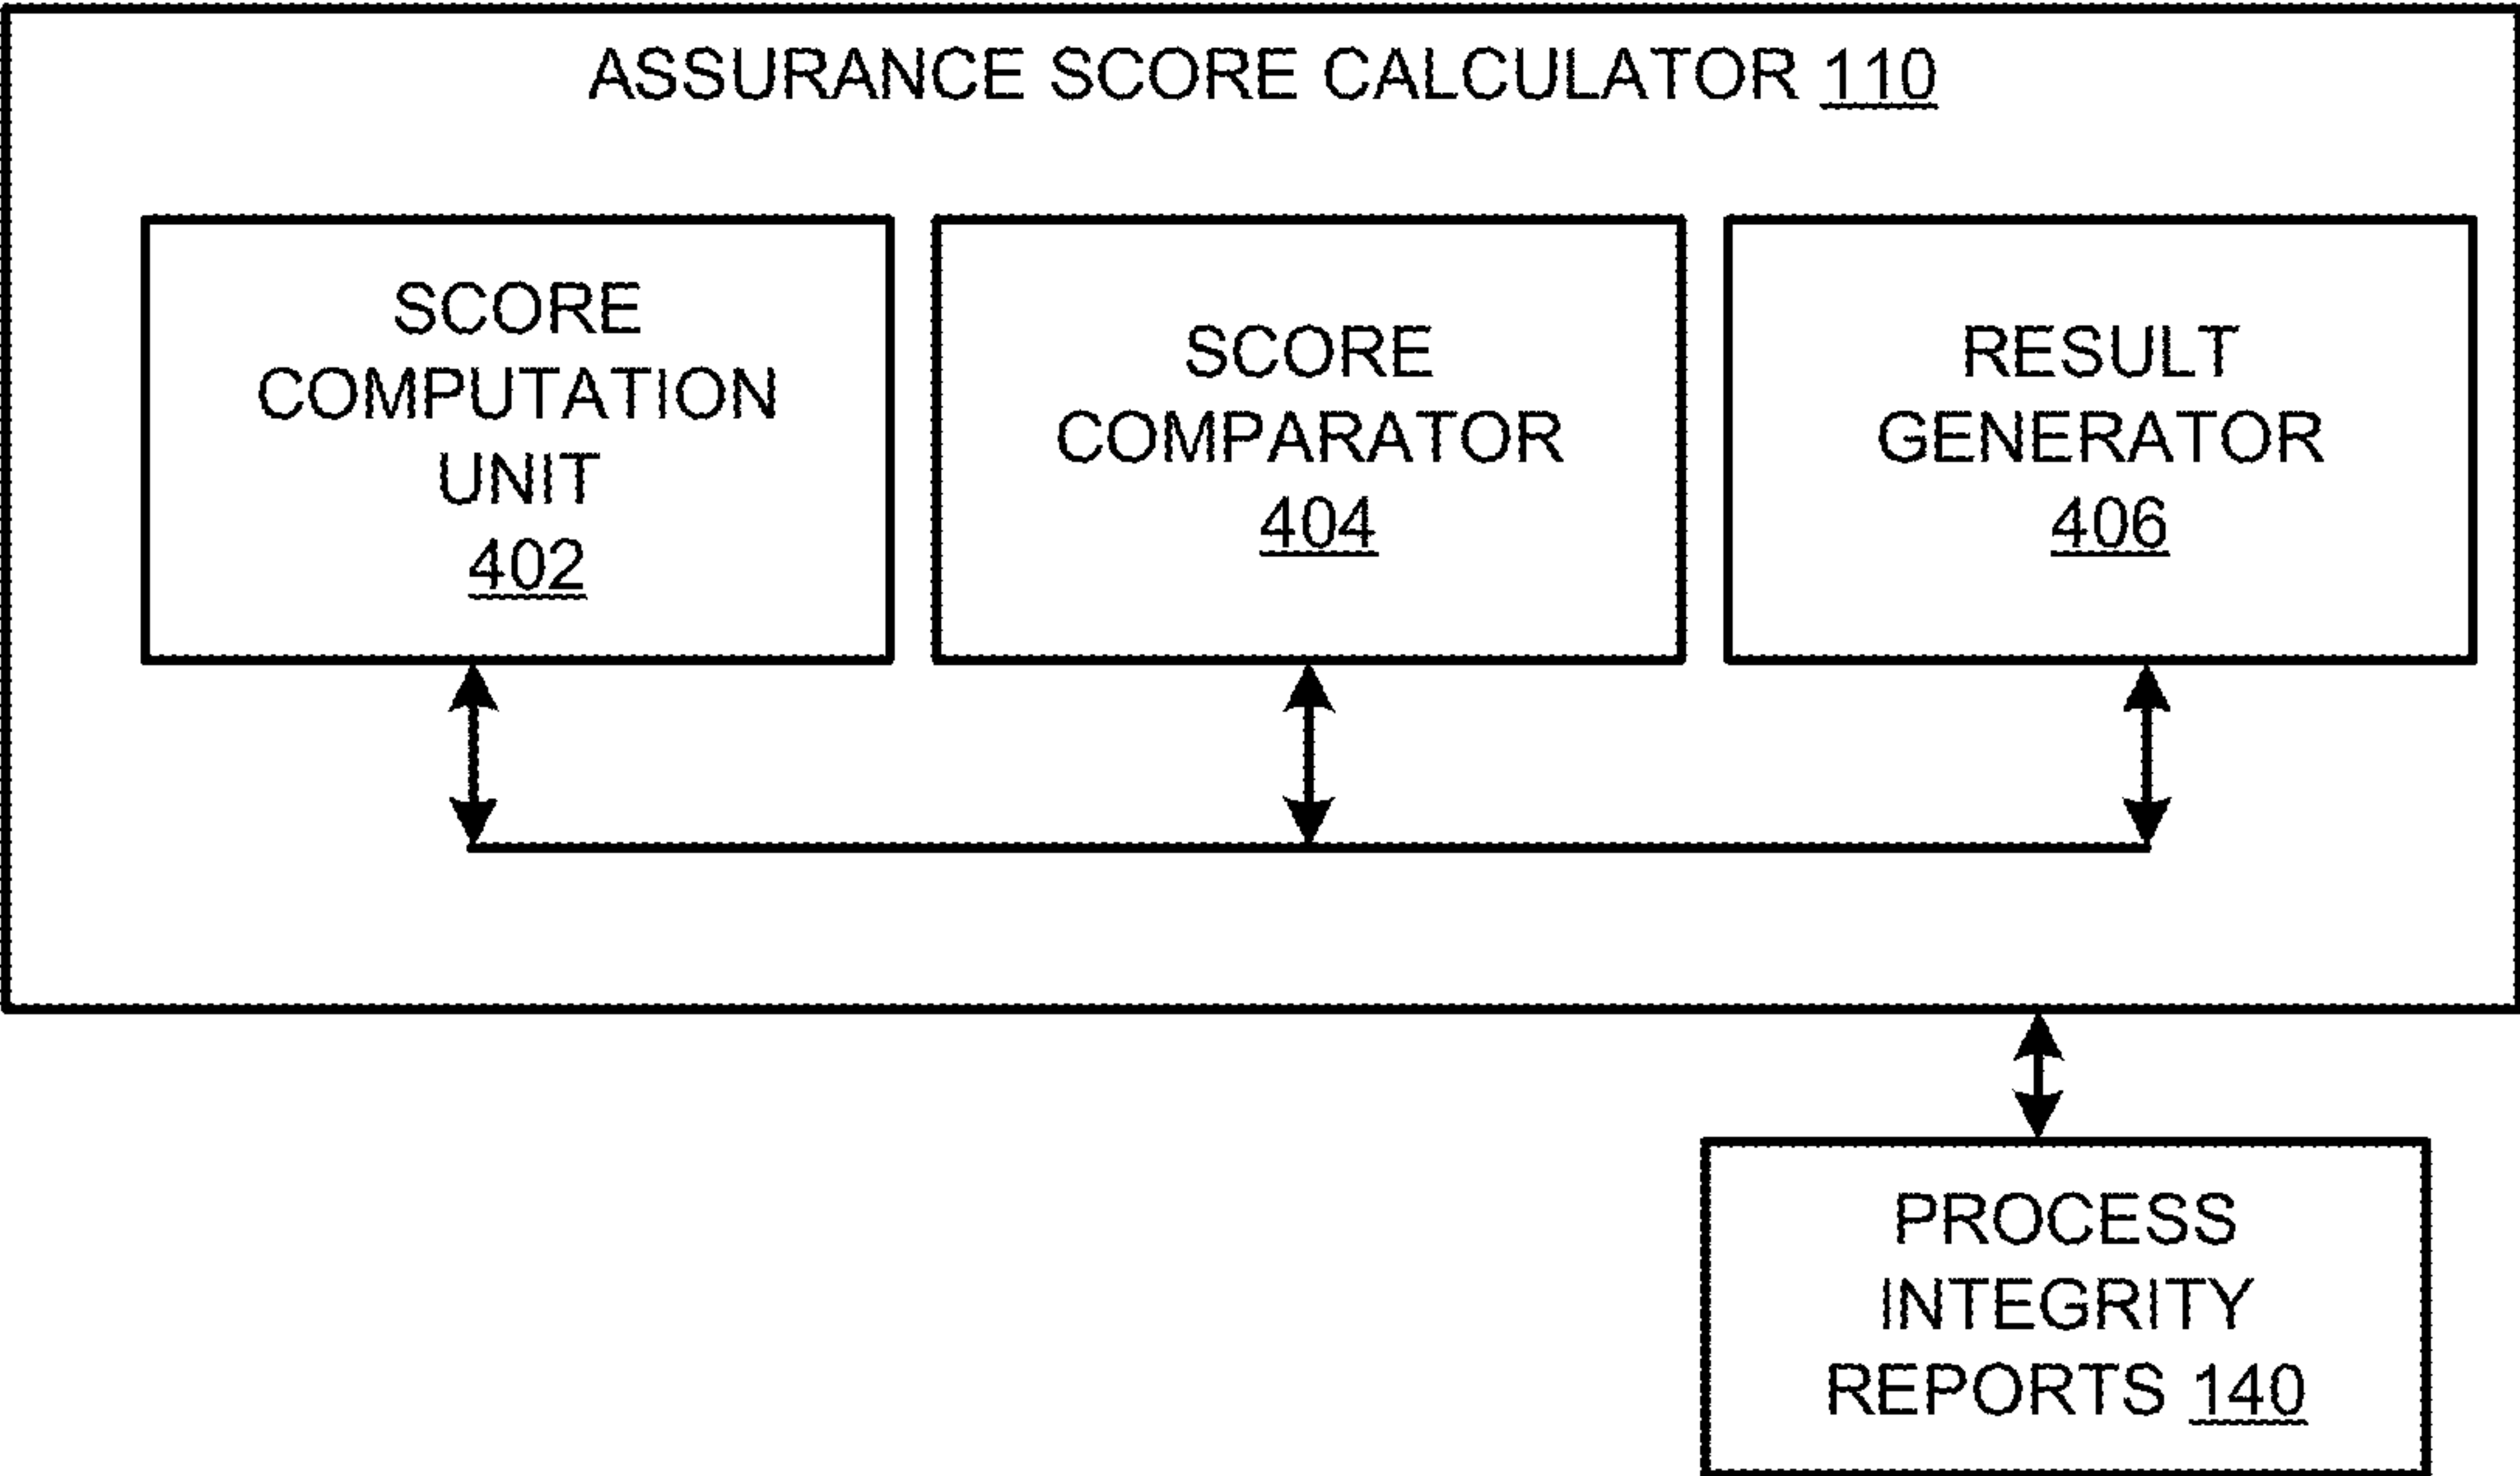 ASSURANCE SCORE CALCULATOR 110
SCORE
COMPUTATION
UNIT
402
SCORE
COMPARATOR
404
RESULT
GENERATOR
406
PROCESS
INTEGRITY
REPORTS 140